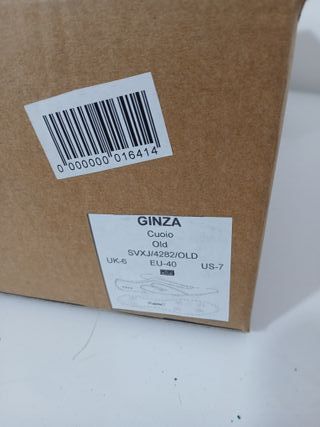 0 000000 016414
GINZA
Cuoio
Old
SVXJ/4282/OLD
UK-6 EU-40 US-7